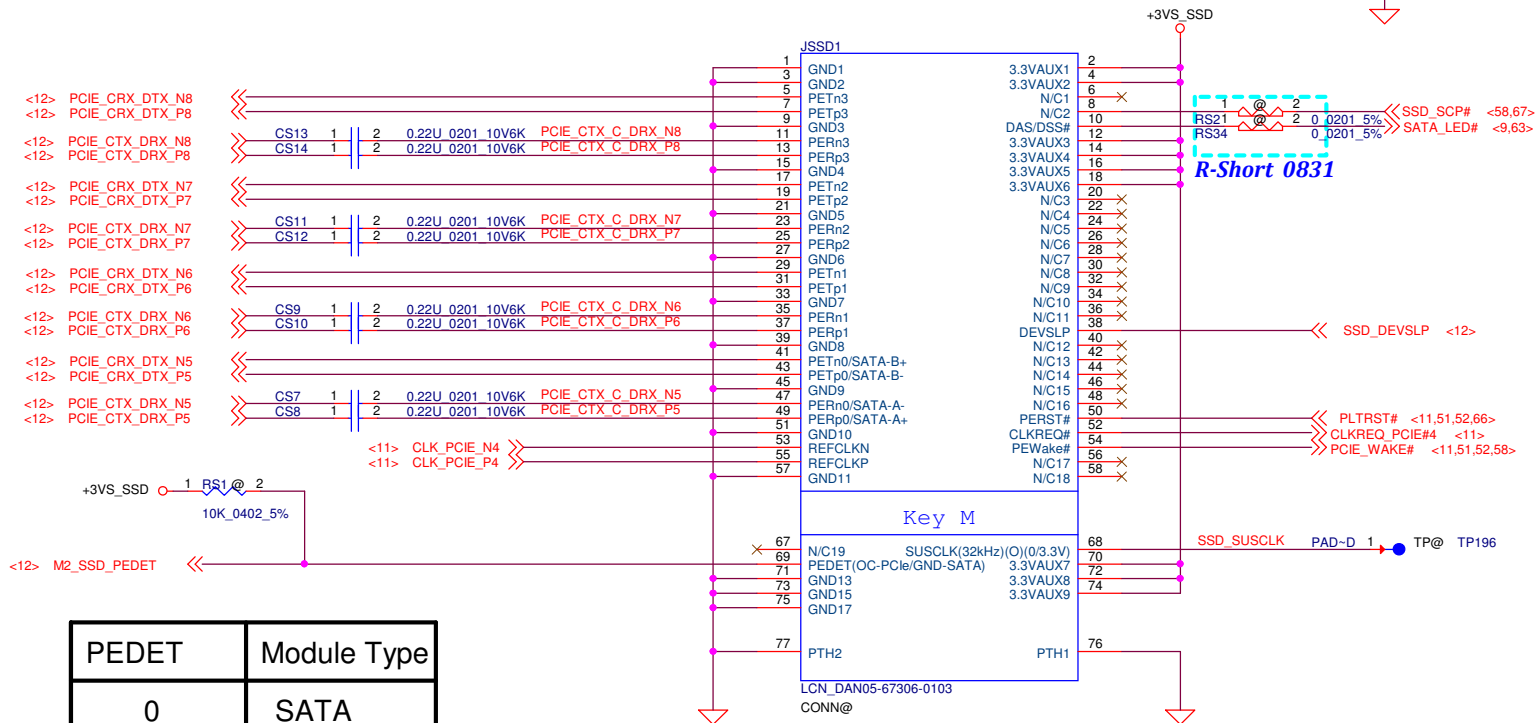 +3VS_SSD
JSSD1
1 GND1 3.3VAUX1 2
3 GND2 3.3VAUX2 4
<12> PCIE_CRX_DTX_N8 5 PETn3 N/C1 6
<12> PCIE_CRX_DTX_P8 7 PETp3 N/C2 8 1 @ 2 SSD_SCP# <58,67>
9 GND3 DAS/DSS# 10 RS21 @ 2 0_0201_5% SATA_LED# <9,63>
RS34 0_0201_5%
<12> PCIE_CTX_DRX_N8 CS13 1 2 0.22U_0201_10V6K PCIE_CTX_C_DRX_N8 11 PERn3 3.3VAUX3 12
<12> PCIE_CTX_DRX_P8 CS14 1 2 0.22U_0201_10V6K PCIE_CTX_C_DRX_P8 13 PERp3 3.3VAUX4 14
15 GND4 3.3VAUX5 16
R-Short 0831
<12> PCIE_CRX_DTX_N7 17 PETn2 3.3VAUX6 18
<12> PCIE_CRX_DTX_P7 19 PETp2 N/C3 20
21 GND5 N/C4 22
<12> PCIE_CTX_DRX_N7 CS11 1 2 0.22U_0201_10V6K PCIE_CTX_C_DRX_N7 23 PERn2 N/C5 24
<12> PCIE_CTX_DRX_P7 CS12 1 2 0.22U_0201_10V6K PCIE_CTX_C_DRX_P7 25 PERp2 N/C6 26
27 GND6 N/C7 28
<12> PCIE_CRX_DTX_N6 29 PETn1 N/C8 30
<12> PCIE_CRX_DTX_P6 31 PETp1 N/C9 32
33 GND7 N/C10 34
<12> PCIE_CTX_DRX_N6 CS9 1 2 0.22U_0201_10V6K PCIE_CTX_C_DRX_N6 35 PERn1 N/C11 36
<12> PCIE_CTX_DRX_P6 CS10 1 2 0.22U_0201_10V6K PCIE_CTX_C_DRX_P6 37 PERp1 DEVSLP 38 SSD_DEVSLP <12>
39 GND8 N/C12 40
<12> PCIE_CRX_DTX_N5 41 PETn0/SATA-B+ N/C13 42
<12> PCIE_CRX_DTX_P5 43 PETp0/SATA-B- N/C14 44
45 GND9 N/C15 46
<12> PCIE_CTX_DRX_N5 CS7 1 2 0.22U_0201_10V6K PCIE_CTX_C_DRX_N5 47 PERn0/SATA-A- N/C16 48
<12> PCIE_CTX_DRX_P5 CS8 1 2 0.22U_0201_10V6K PCIE_CTX_C_DRX_P5 49 PERp0/SATA-A+ PERST# 50 PLTRST# <11,51,52,66>
51 GND10 CLKREQ# 52 CLKREQ_PCIE#4 <11>
<11> CLK_PCIE_N4 53 REFCLKN PEWake# 54 PCIE_WAKE# <11,51,52,58>
<11> CLK_PCIE_P4 55 REFCLKP N/C17 56
57 GND11 N/C18 58
+3VS_SSD 1 RS1 @ 2
10K_0402_5%
Key M
67 N/C19 SUSCLK(32kHz)(O)(0/3.3V) 68 SSD_SUSCLK PAD~D 1 TP@ TP196
<12> M2_SSD_PEDET 69 PEDET(OC-PCIe/GND-SATA) 3.3VAUX7 70
71 GND13 3.3VAUX8 72
73 GND15 3.3VAUX9 74
75 GND17
77 PTH2 PTH1 76
LCN_DAN05-67306-0103
CONN@
PEDET Module Type
0 SATA